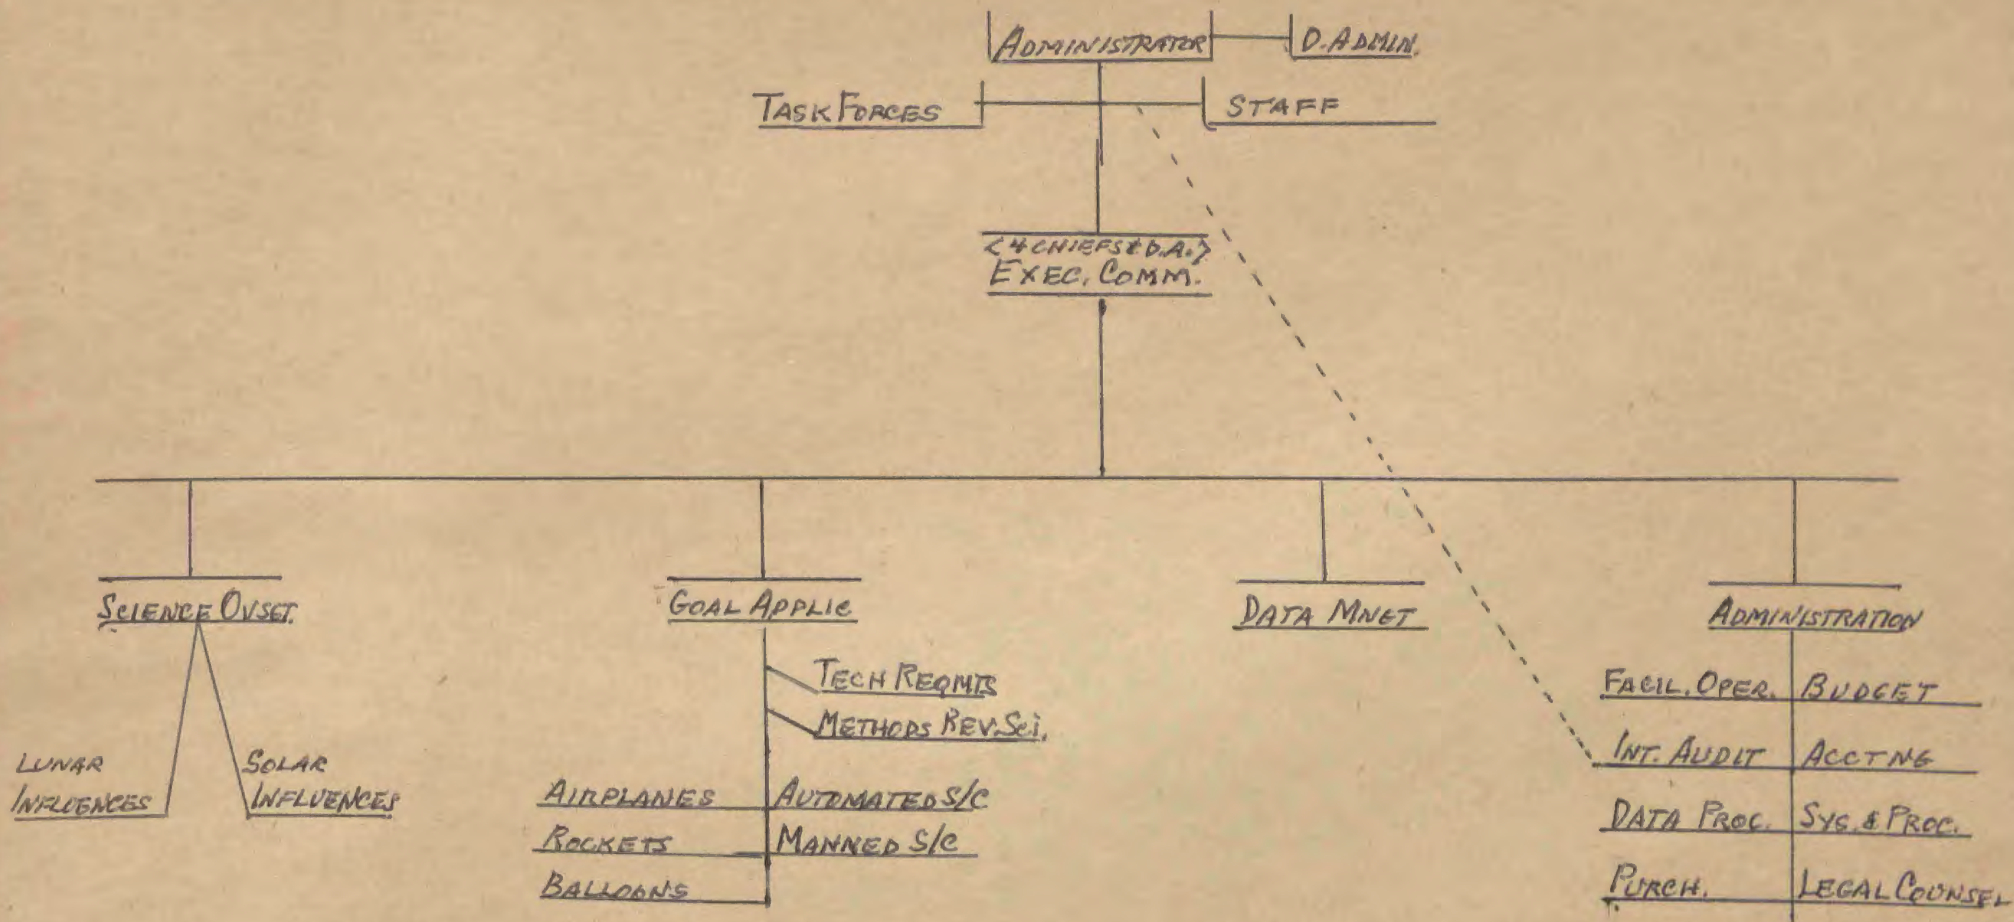 ADMINISTRATOR
D. ADMIN.
TASK FORCES
STAFF
<4 CHIEFS & D.A.>
EXEC. COMM.
SCIENCE OVSET.
GOAL APPLIC
DATA MNGT
ADMINISTRATION
LUNAR
INFLUENCES
SOLAR
INFLUENCES
TECH REQMTS
METHODS REV. Sci.
AIRPLANES
AUTOMATED S/C
ROCKETS
MANNED S/C
BALLOONS
FACIL. OPER.
BUDGET
INT. AUDIT
ACCTNG
DATA PROC.
SYS. & PROC.
PURCH.
LEGAL COUNSEL